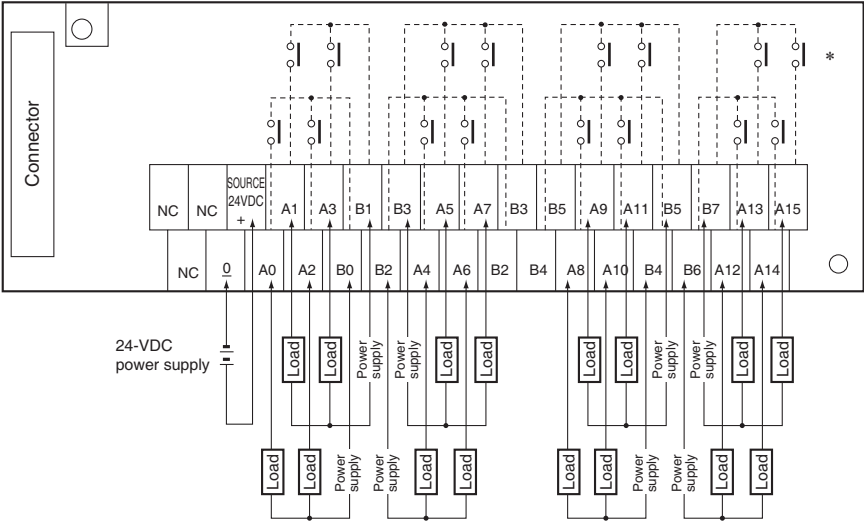 Connector
*
NC
NC
SOURCE
24VDC
+
A1
A3
B1
B3
A5
A7
B3
B5
A9
A11
B5
B7
A13
A15
NC
0
A0
A2
B0
B2
A4
A6
B2
B4
A8
A10
B4
B6
A12
A14
24-VDC
power supply
Load
Load
Power
supply
Power
supply
Load
Load
Load
Load
Power
supply
Power
supply
Load
Load
Load
Load
Power
supply
Power
supply
Load
Load
Load
Load
Power
supply
Power
supply
Load
Load